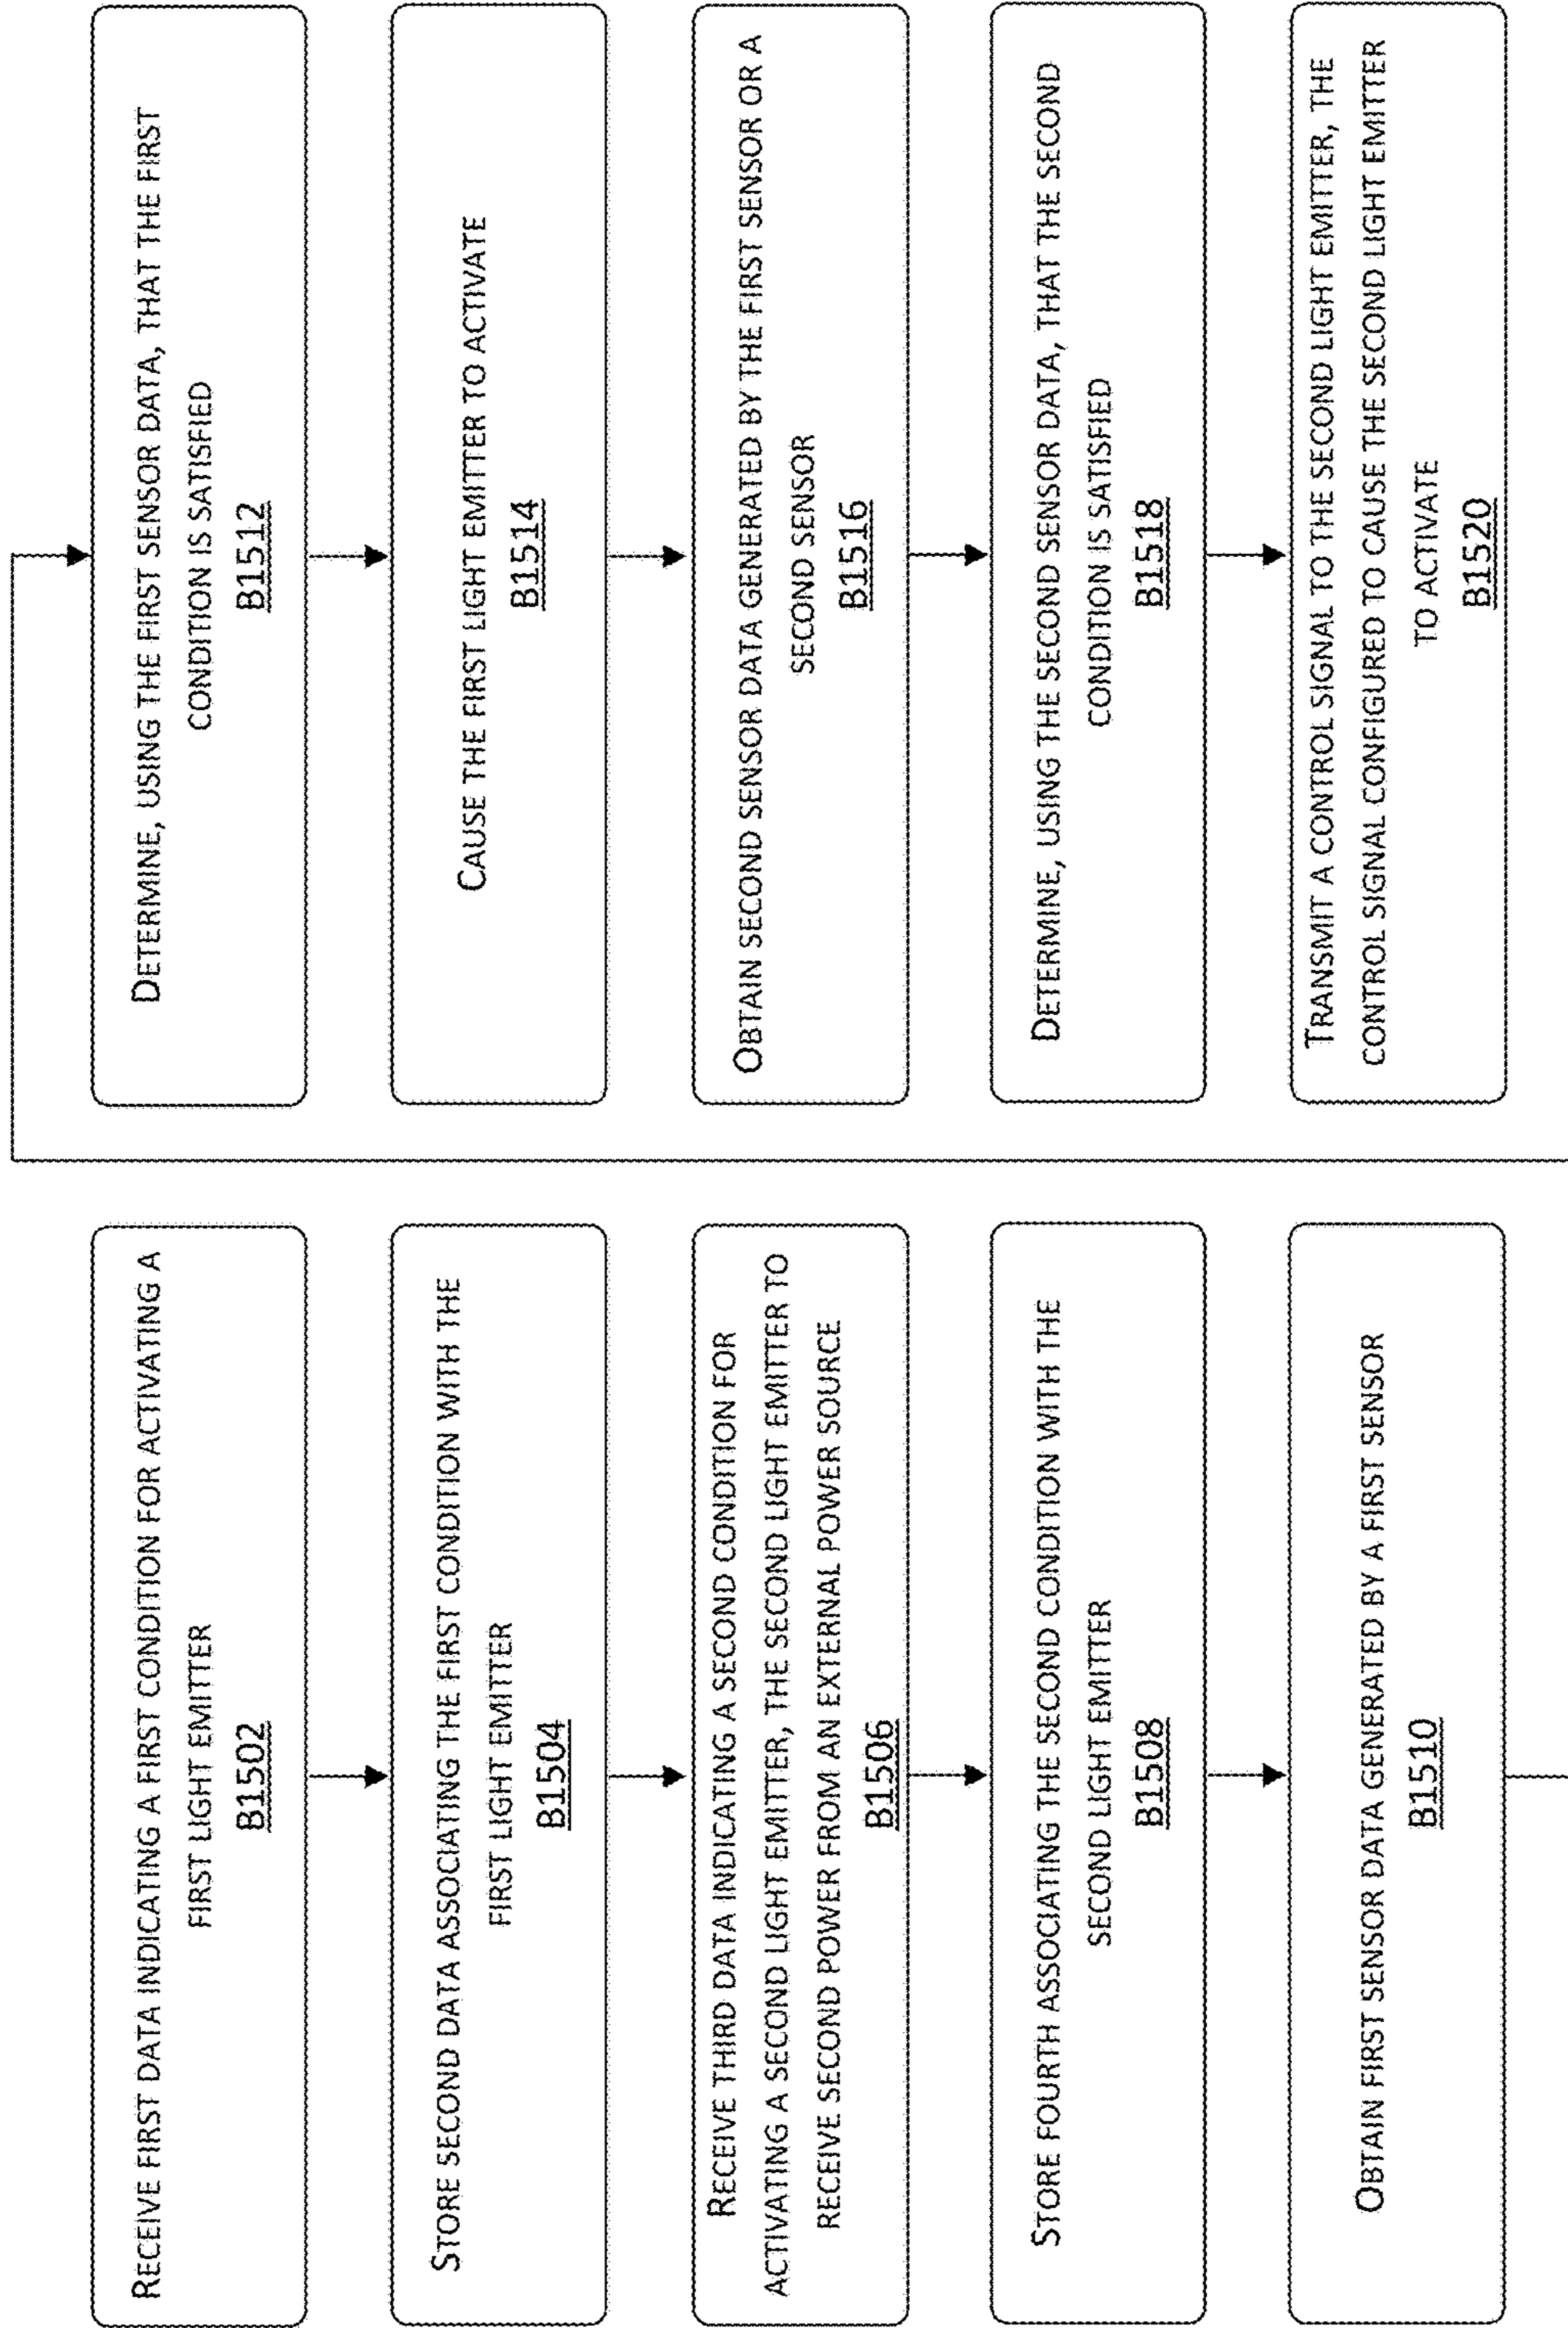 RECEIVE FIRST DATA INDICATING A FIRST CONDITION FOR ACTIVATING A
FIRST LIGHT EMITTER
B1502
STORE SECOND DATA ASSOCIATING THE FIRST CONDITION WITH THE
FIRST LIGHT EMITTER
B1504
RECEIVE THIRD DATA INDICATING A SECOND CONDITION FOR
ACTIVATING A SECOND LIGHT EMITTER, THE SECOND LIGHT EMITTER TO
RECEIVE SECOND POWER FROM AN EXTERNAL POWER SOURCE
B1506
STORE FOURTH ASSOCIATING THE SECOND CONDITION WITH THE
SECOND LIGHT EMITTER
B1508
OBTAIN FIRST SENSOR DATA GENERATED BY A FIRST SENSOR
B1510
DETERMINE, USING THE FIRST SENSOR DATA, THAT THE FIRST
CONDITION IS SATISFIED
B1512
CAUSE THE FIRST LIGHT EMITTER TO ACTIVATE
B1514
OBTAIN SECOND SENSOR DATA GENERATED BY THE FIRST SENSOR OR A
SECOND SENSOR
B1516
DETERMINE, USING THE SECOND SENSOR DATA, THAT THE SECOND
CONDITION IS SATISFIED
B1518
TRANSMIT A CONTROL SIGNAL TO THE SECOND LIGHT EMITTER, THE
CONTROL SIGNAL CONFIGURED TO CAUSE THE SECOND LIGHT EMITTER
TO ACTIVATE
B1520